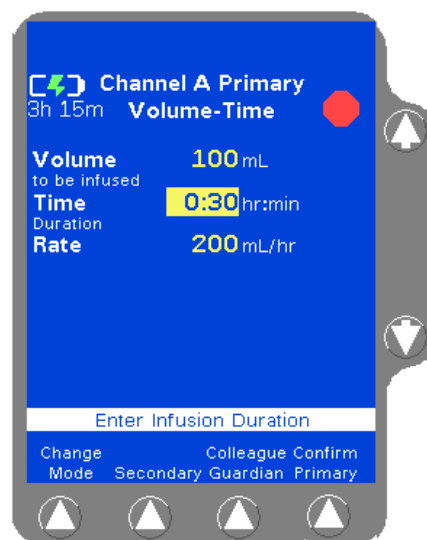 Channel A Primary
3h 15m Volume-Time
Volume 100 mL
to be infused
Time 0:30 hr:min
Duration
Rate 200 mL/hr
Enter Infusion Duration
Change Colleague Confirm
Mode Secondary Guardian Primary